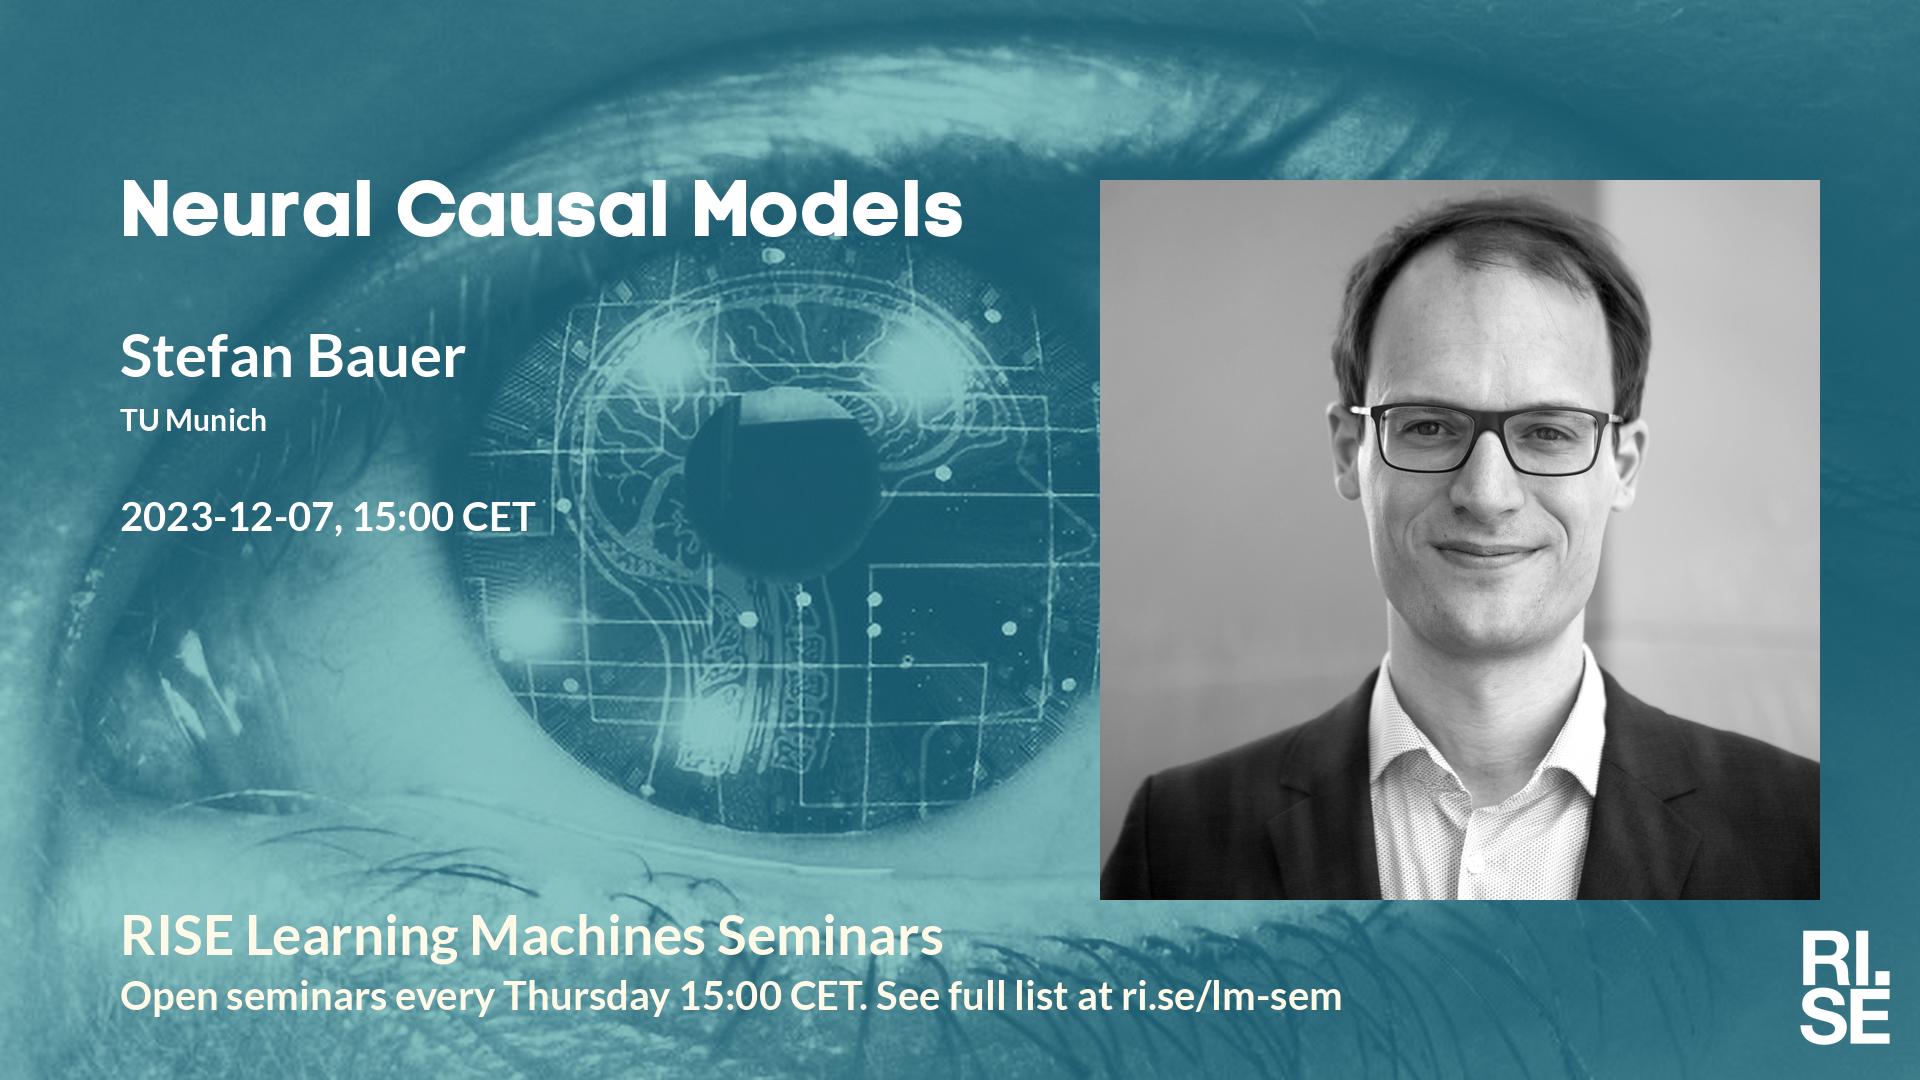 Neural Causal Models
Stefan Bauer
TU Munich
2023-12-07, 15:00 CET
RISE Learning Machines Seminars
Open seminars every Thursday 15:00 CET. See full list at ri.se/lm-sem
RI.
SE